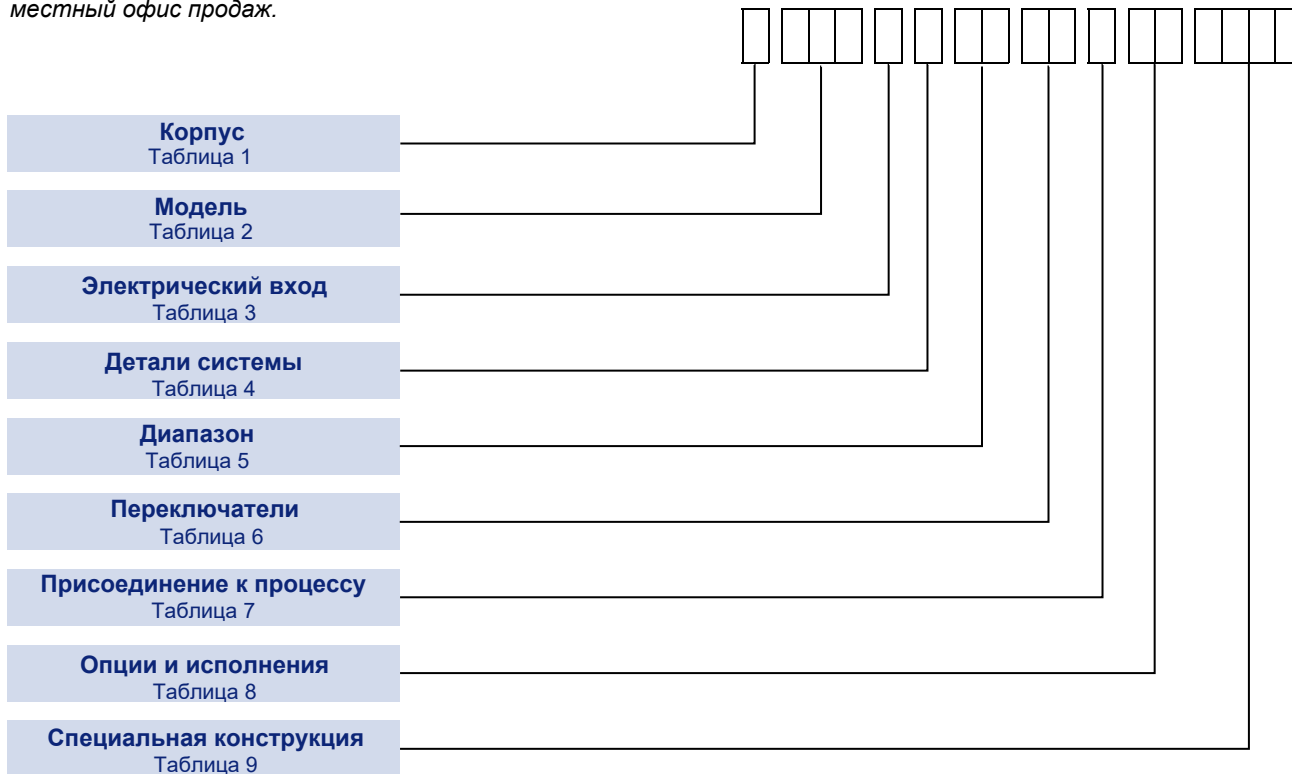 местный офис продаж.
Корпус
Таблица 1
Модель
Таблица 2
Электрический вход
Таблица 3
Детали системы
Таблица 4
Диапазон
Таблица 5
Переключатели
Таблица 6
Присоединение к процессу
Таблица 7
Опции и исполнения
Таблица 8
Специальная конструкция
Таблица 9